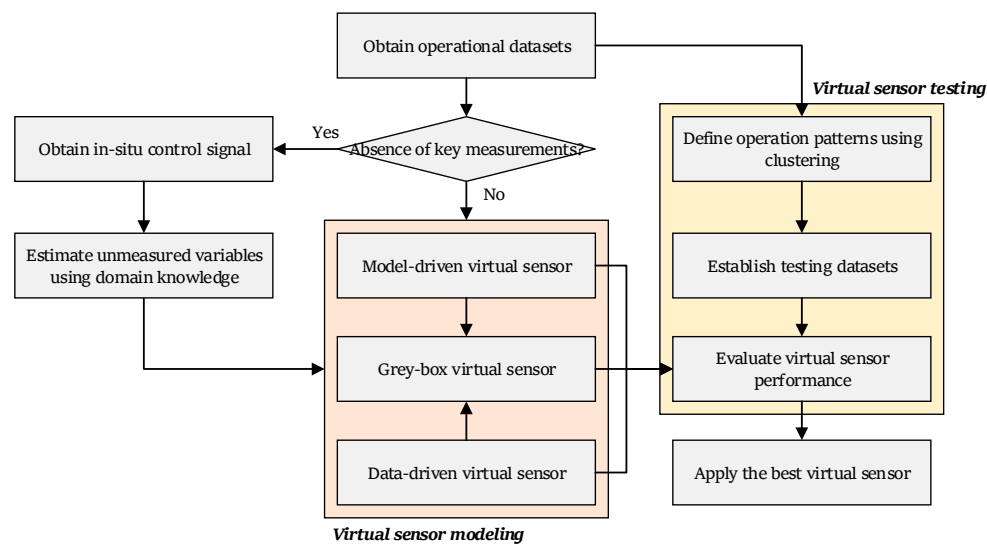 Obtain operational datasets
Virtual sensor testing
Yes
Obtain in-situ control signal
Absence of key measurements?
Define operation patterns using
clustering
No
Estimate unmeasured variables
using domain knowledge
Model-driven virtual sensor
Establish testing datasets
Grey-box virtual sensor
Evaluate virtual sensor
performance
Data-driven virtual sensor
Apply the best virtual sensor
Virtual sensor modeling